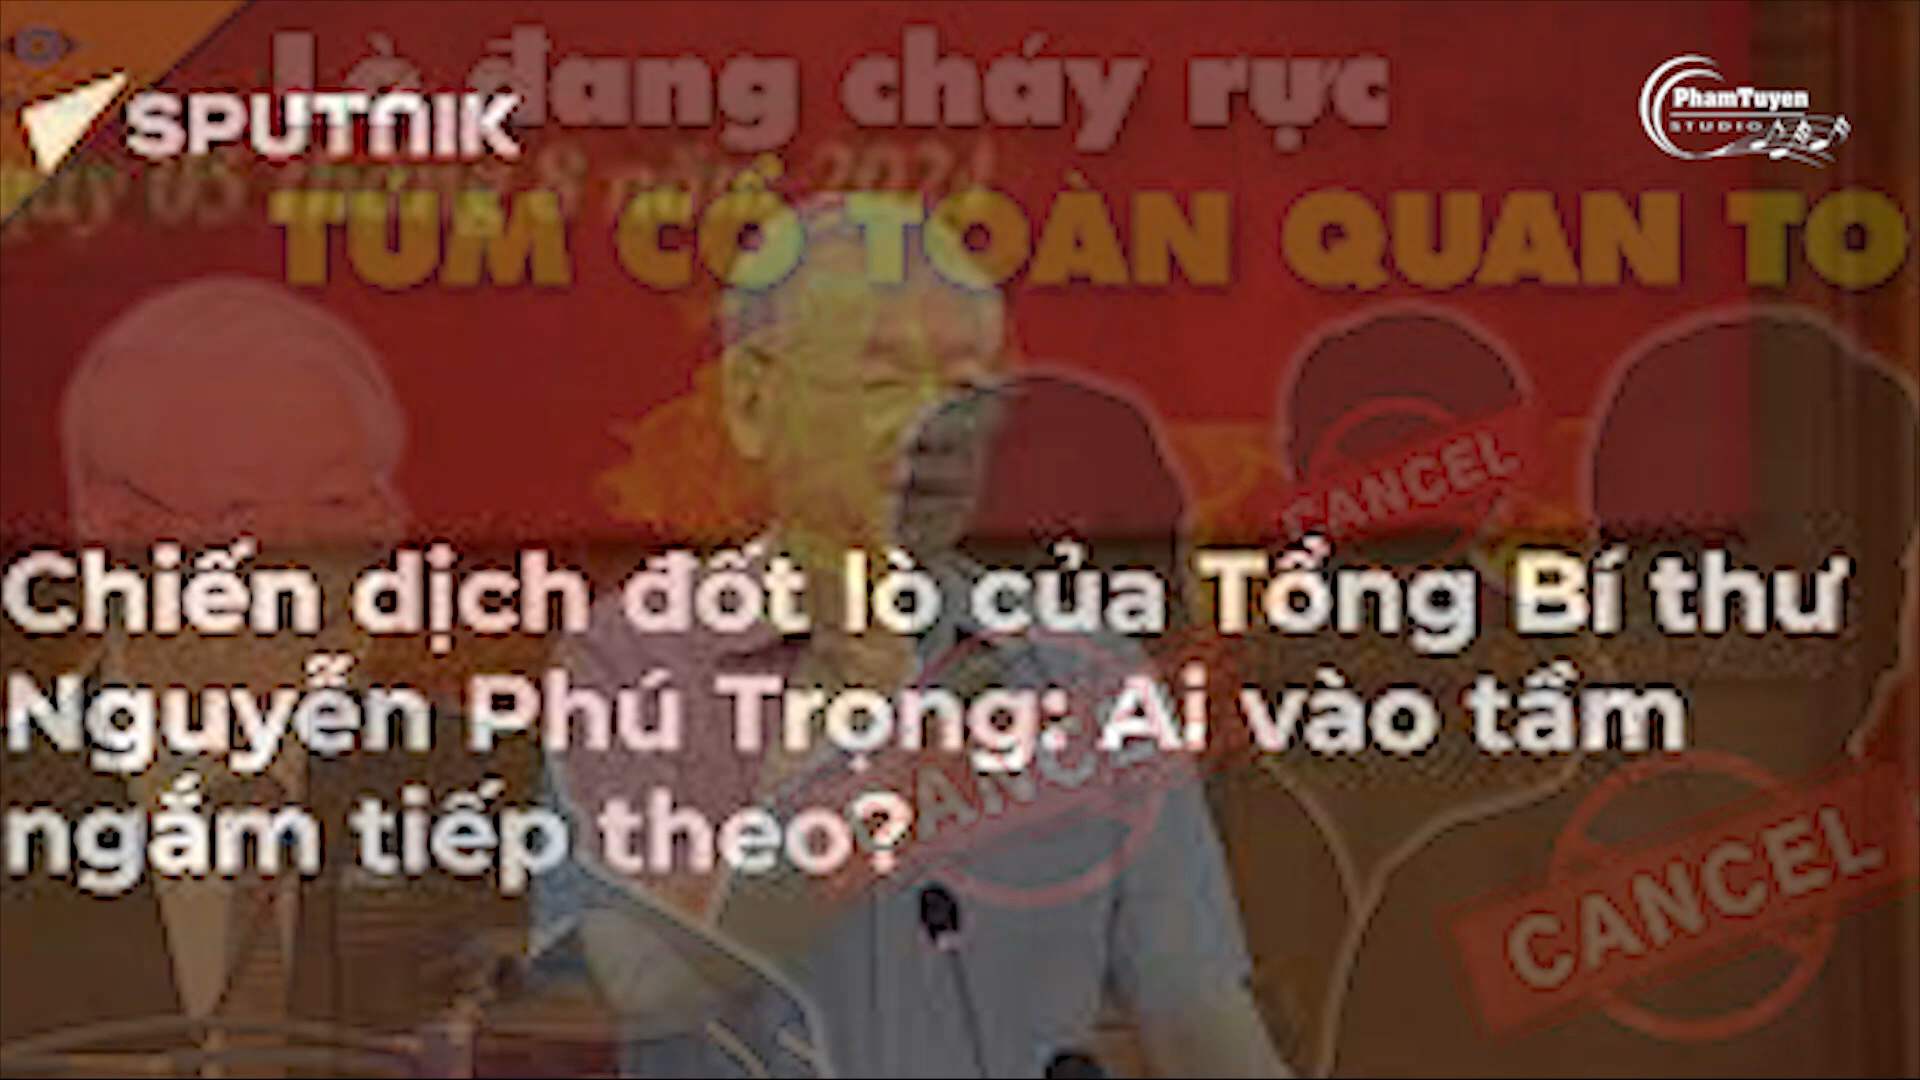 Lò đang cháy rực
SPUTNIK
PhamTuyen
STUDIO
TÚM CỔ TOÀN QUAN TO
CANCEL
Chiến dịch đốt lò của Tổng Bí thư
Nguyễn Phú Trọng: Ai vào tầm
ngắm tiếp theo?
CANCEL
CANCEL